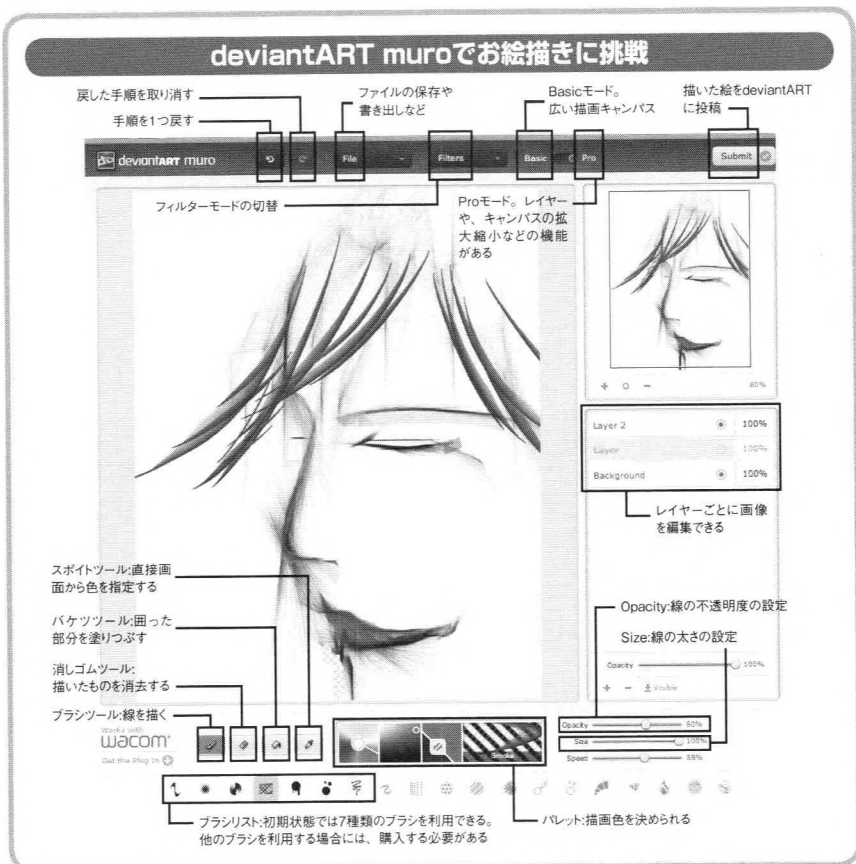 deviantART muroでお絵描きに挑戦
戻した手順を取り消す
手順を1つ戻す
ファイルの保存や
書き出しなど
Basicモード。
広い描画キャンパス
描いた絵をdeviantART
に投稿
deviantART muro
File
Filters
Basic
Pro
Submit
フィルターモードの切替
Proモード。レイヤー
や、キャンパスの拡
大縮小などの機能
がある
60%
Layer 2 100%
Layer 100%
Background 100%
レイヤーごとに画像
を編集できる
スポイトツール:直接画
面から色を指定する
バケツツール:囲った
部分を塗りつぶす
消しゴムツール:
描いたものを消去する
ブラシツール:線を描く
Opacity:線の不透明度の設定
Size:線の太さの設定
Opacity 100%
Visible
Works with
wacom
Get the Plug In
Smoke
Opacity 60%
Size 100%
Speed 59%
ブラシリスト:初期状態では7種類のブラシを利用できる。
他のブラシを利用する場合には、購入する必要がある
パレット:描画色を決められる